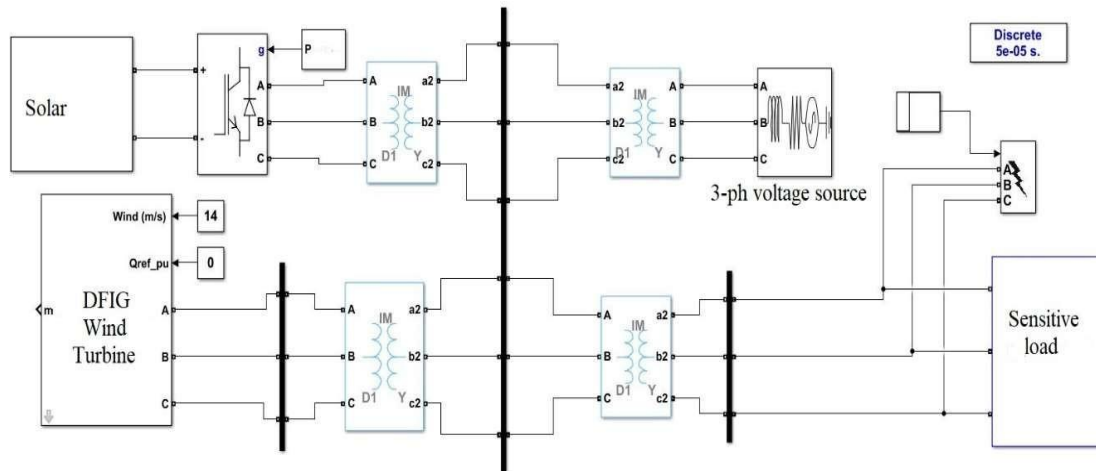 Solar
+
-
g
A
B
C
P
A
B
C
IM
D1
Y
a2
b2
c2
a2
b2
c2
IM
D1
Y
A
B
C
A
B
C
3-ph voltage source
Discrete
5e-05 s.
A
B
C
Wind (m/s)
14
Qref_pu
0
m
DFIG
Wind
Turbine
A
B
C
A
B
C
IM
D1
Y
a2
b2
c2
A
B
C
IM
D1
Y
a2
b2
c2
Sensitive
load